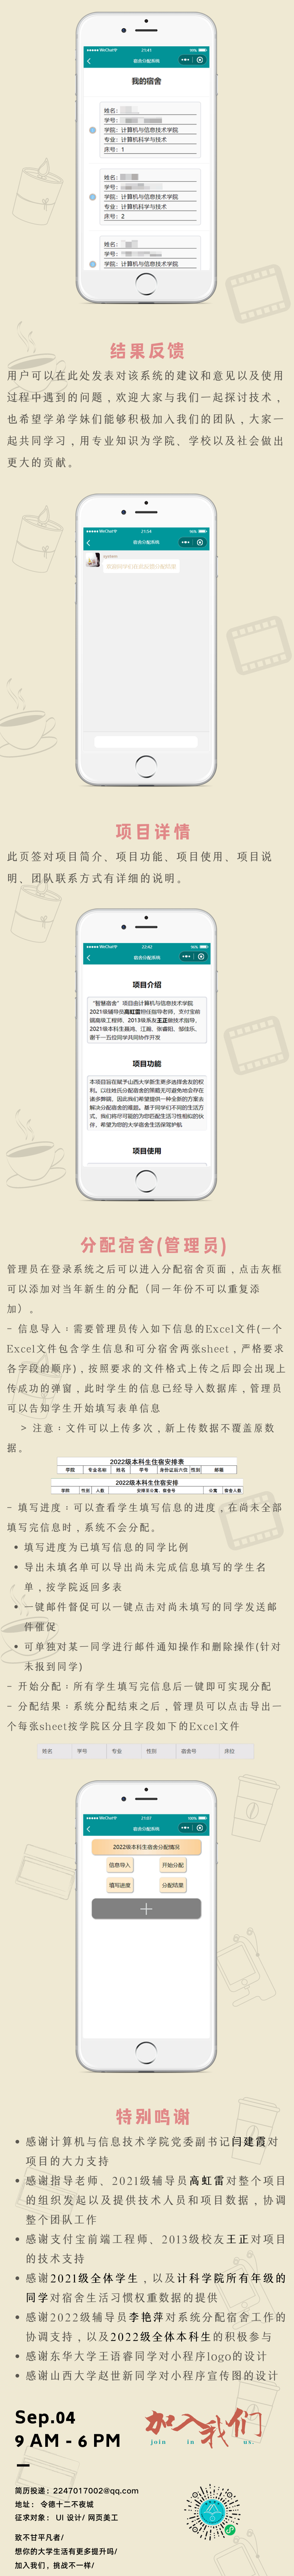 WeChat 21:43 99%
宿舍分配系统
我的宿舍
姓名：
学号：
学院：计算机与信息技术学院
专业：计算机科学与技术
床号：1
姓名：
学号：
学院：计算机与信息技术学院
专业：计算机科学与技术
床号：2
姓名：
学号：
学院：计算机与信息技术学院
结果反馈
用户可以在此处发表对该系统的建议和意见以及使用
过程中遇到的问题，欢迎大家与我们一起探讨技术，
也希望学弟学妹们能够积极加入我们的团队，大家一
起共同学习，用专业知识为学院、学校以及社会做出
更大的贡献。
WeChat 21:54 96%
宿舍分配系统
system
项目详情
此页签对项目简介、项目功能、项目使用、项目说
明、团队联系方式有详细的说明。
WeChat 22:42 96%
宿舍分配系统
项目介绍
“智慧宿舍”项目由计算机与信息技术学院
2021级辅导员高虹雷担任指导老师、支付宝前
端高级工程师、2013级系友王正做技术指导、
谢千一五位同学共同协作开发
项目功能
本项目旨在赋予山西大学新生更多选择舍友的权
利。以往姓氏分配宿舍的策略无可避免地会存在
诸多弊端，因此我们希望提供一种全新的方案去
解决分配宿舍的难题。基于同学们不同的生活方
式，我们将尽可能的为您匹配生活习性相似的伙
伴，希望为您的大学宿舍生活保驾护航
项目使用
分配宿舍(管理员)
管理员在登录系统之后可以进入分配宿舍页面，点击灰框
可以添加对当年新生的分配（同一年份不可以重复添
加）。
- 信息导入：需要管理员传入如下信息的Excel文件(一个
Excel文件包含学生信息和可分宿舍两张sheet，严格要求
各字段的顺序)，按照要求的文件格式上传之后即会出现上
传成功的弹窗，此时学生的信息已经导入数据库，管理员
可以告知学生开始填写表单信息
> 注意：文件可以上传多次，新上传数据不覆盖原数
据。
2022级本科生住宿安排表
学院 专业名称 姓名 学号 身份证后六位 性别 邮箱
2022级本科生住宿安排
学院 性别 人数 安排东公寓、宿舍号 公寓 宿舍人数
- 填写进度：可以查看学生填写信息的进度，在尚未全部
填写完信息时，系统不会分配。
• 填写进度为已填写信息的同学比例
• 导出未填名单可以导出尚未完成信息填写的学生名
单，按学院返回多表
• 一键邮件督促可以一键点击对尚未填写的同学发送邮
件催促
• 可单独对某一同学进行邮件通知操作和删除操作(针对
未报到同学)
- 开始分配：所有学生填写完信息后一键即可实现分配
- 分配结果：系统分配结束之后，管理员可以点击导出一
个每张sheet按学院区分且字段如下的Excel文件
姓名 学号 专业 性别 宿舍号 床位
WeChat 21:07 100%
宿舍分配系统
2022级本科生宿舍分配情况
信息导入 开始分配
填写进度 分配结果
特别鸣谢
• 感谢计算机与信息技术学院党委副书记闫建霞对
项目的大力支持
• 感谢指导老师、2021级辅导员高虹雷对整个项目
的组织发起以及提供技术人员和项目数据，协调
整个团队工作
• 感谢支付宝前端工程师、2013级校友王正对项目
的技术支持
• 感谢2021级全体学生，以及计科学院所有年级的
同学对宿舍生活习惯权重数据的提供
• 感谢2022级辅导员李艳萍对系统分配宿舍工作的
协调支持，以及2022级全体本科生的积极参与
• 感谢东华大学王语睿同学对小程序logo的设计
• 感谢山西大学赵世新同学对小程序宣传图的设计
Sep.04
9 AM - 6 PM
加入我们
join in us.
简历投递：2247017002@qq.com
地址： 令德十二不夜城
征求对象： UI 设计/ 网页美工
致不甘平凡者/
想你的大学生活有更多提升吗/
加入我们，挑战不一样/